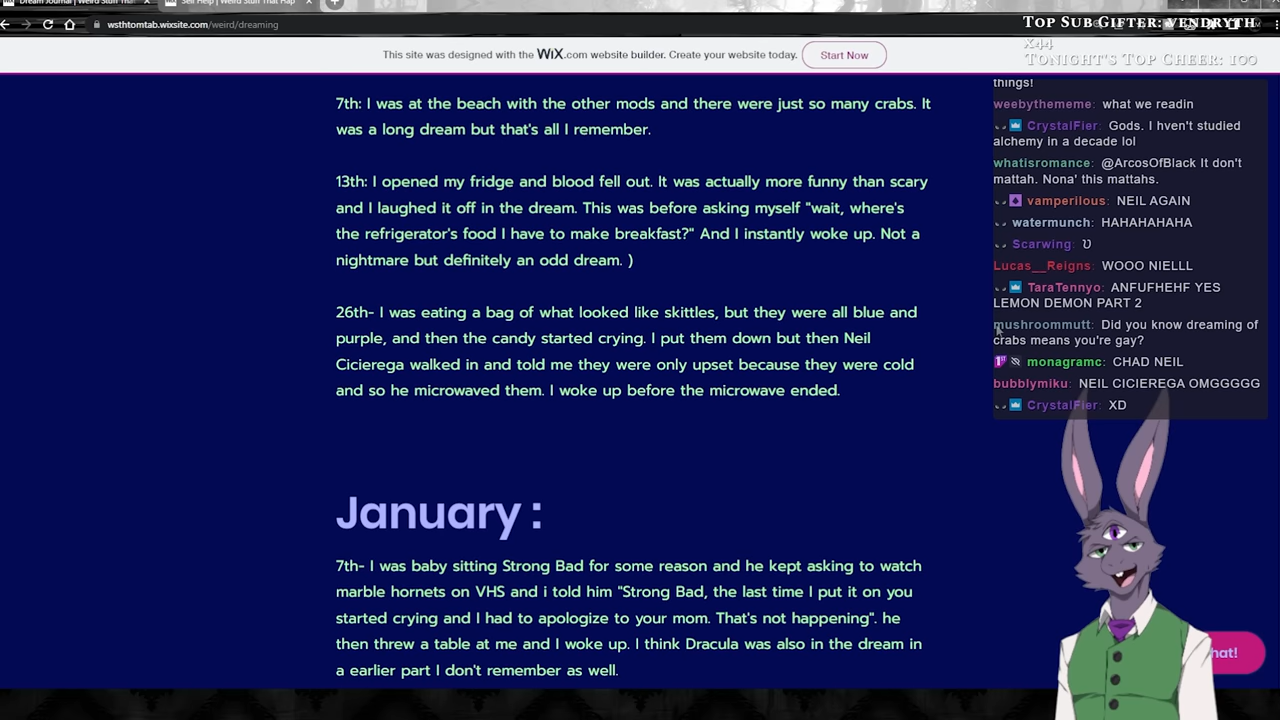 Dream Journal | Weird Stuff Tha
Self Help | Weird Stuff That Hap
wsthtomtab.wixsite.com/weird/dreaming
This site was designed with the WiX.com website builder. Create your website today.
Start Now
TOP SUB GIFTER: VENDRYTH
X44
TONIGHT'S TOP CHEER: 100
7th: I was at the beach with the other mods and there were just so many crabs. It
was a long dream but that's all I remember.
13th: I opened my fridge and blood fell out. It was actually more funny than scary
and I laughed it off in the dream. This was before asking myself "wait, where's
the refrigerator's food I have to make breakfast?" And I instantly woke up. Not a
nightmare but definitely an odd dream. )
26th- I was eating a bag of what looked like skittles, but they were all blue and
purple, and then the candy started crying. I put them down but then Neil
Cicierega walked in and told me they were only upset because they were cold
and so he microwaved them. I woke up before the microwave ended.
January :
7th- I was baby sitting Strong Bad for some reason and he kept asking to watch
marble hornets on VHS and i told him "Strong Bad, the last time I put it on you
started crying and I had to apologize to your mom. That's not happening". he
then threw a table at me and I woke up. I think Dracula was also in the dream in
a earlier part I don't remember as well.
things!
weebythememe: what we readin
CrystalFier: Gods. I hven't studied
alchemy in a decade lol
whatisromance: @ArcosOfBlack It don't
mattah. Nona' this mattahs.
vamperilous: NEIL AGAIN
watermunch: HAHAHAHAHA
Scarwing:
Lucas__Reigns: WOOO NIELLL
TaraTennyo: ANFUFHEHF YES
LEMON DEMON PART 2
mushroommutt: Did you know dreaming of
crabs means you're gay?
monagramc: CHAD NEIL
bubblymiku: NEIL CICIEREGA OMGGGGG
CrystalFier: XD
hat!